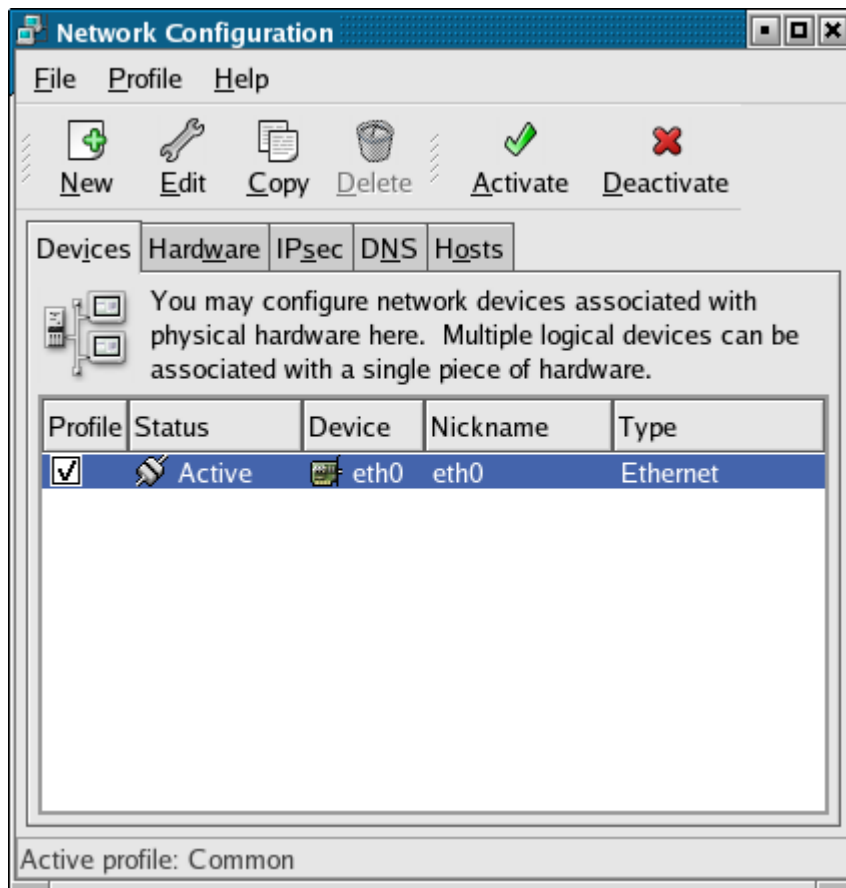 Network Configuration
File Profile Help
New Edit Copy Delete Activate Deactivate
Devices Hardware IPsec DNS Hosts
You may configure network devices associated with
physical hardware here. Multiple logical devices can be
associated with a single piece of hardware.
Profile Status Device Nickname Type
Active eth0 eth0 Ethernet
Active profile: Common